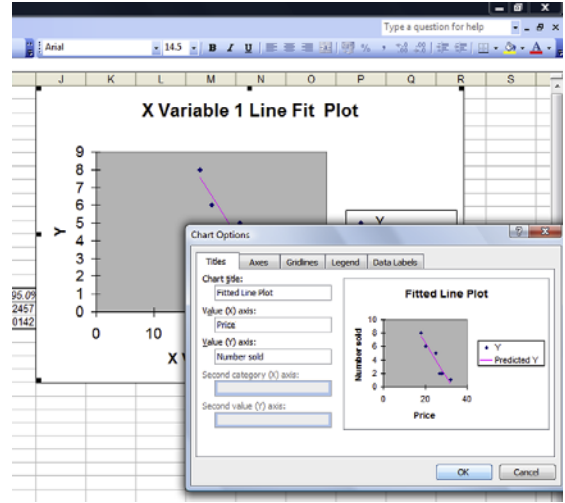 Type a question for help
Arial 14.5 B I U
J K L M N O P Q R S
X Variable 1 Line Fit Plot
9
8
7
6
5
4
3
2
1
0
Y
0 10
X
Y
95.0%
2457
0142
Chart Options
Titles Axes Gridlines Legend Data Labels
Chart title:
Fitted Line Plot
Value (X) axis:
Price
Value (Y) axis:
Number sold
Second category (X) axis:
Second value (Y) axis:
Fitted Line Plot
Number sold
10
8
6
4
2
0
0 20 40
Price
Y
Predicted Y
OK Cancel